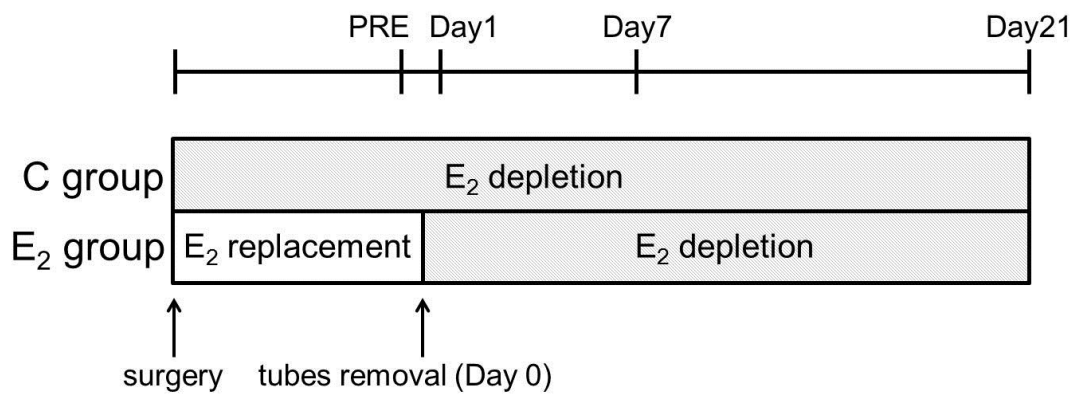 PRE Day1 Day7 Day21
C group E₂ depletion
E₂ group E₂ replacement E₂ depletion
surgery tubes removal (Day 0)